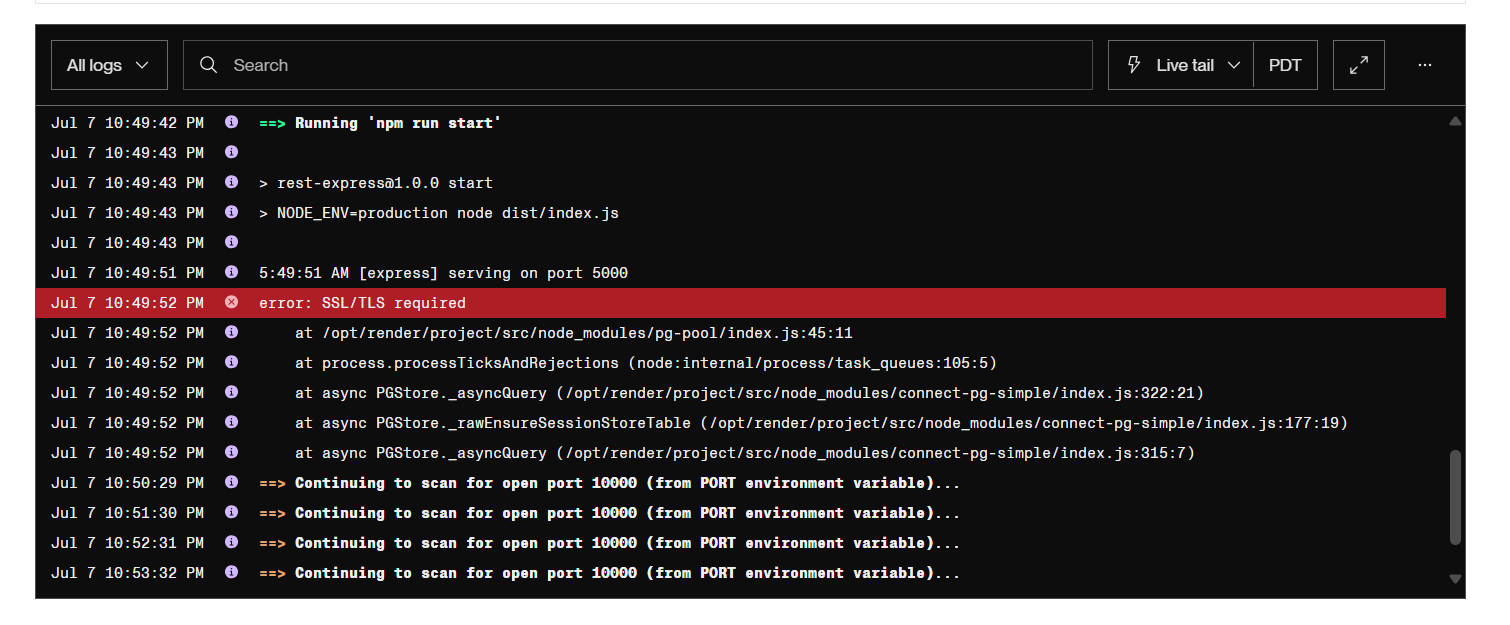 All logs
Search
Live tail
PDT
Jul 7 10:49:42 PM ==> Running 'npm run start'
Jul 7 10:49:43 PM
Jul 7 10:49:43 PM > rest-express@1.0.0 start
Jul 7 10:49:43 PM > NODE_ENV=production node dist/index.js
Jul 7 10:49:43 PM
Jul 7 10:49:51 PM 5:49:51 AM [express] serving on port 5000
Jul 7 10:49:52 PM error: SSL/TLS required
Jul 7 10:49:52 PM at /opt/render/project/src/node_modules/pg-pool/index.js:45:11
Jul 7 10:49:52 PM at process.processTicksAndRejections (node:internal/process/task_queues:105:5)
Jul 7 10:49:52 PM at async PGStore._asyncQuery (/opt/render/project/src/node_modules/connect-pg-simple/index.js:322:21)
Jul 7 10:49:52 PM at async PGStore._rawEnsureSessionStoreTable (/opt/render/project/src/node_modules/connect-pg-simple/index.js:177:19)
Jul 7 10:49:52 PM at async PGStore._asyncQuery (/opt/render/project/src/node_modules/connect-pg-simple/index.js:315:7)
Jul 7 10:50:29 PM ==> Continuing to scan for open port 10000 (from PORT environment variable)...
Jul 7 10:51:30 PM ==> Continuing to scan for open port 10000 (from PORT environment variable)...
Jul 7 10:52:31 PM ==> Continuing to scan for open port 10000 (from PORT environment variable)...
Jul 7 10:53:32 PM ==> Continuing to scan for open port 10000 (from PORT environment variable)...